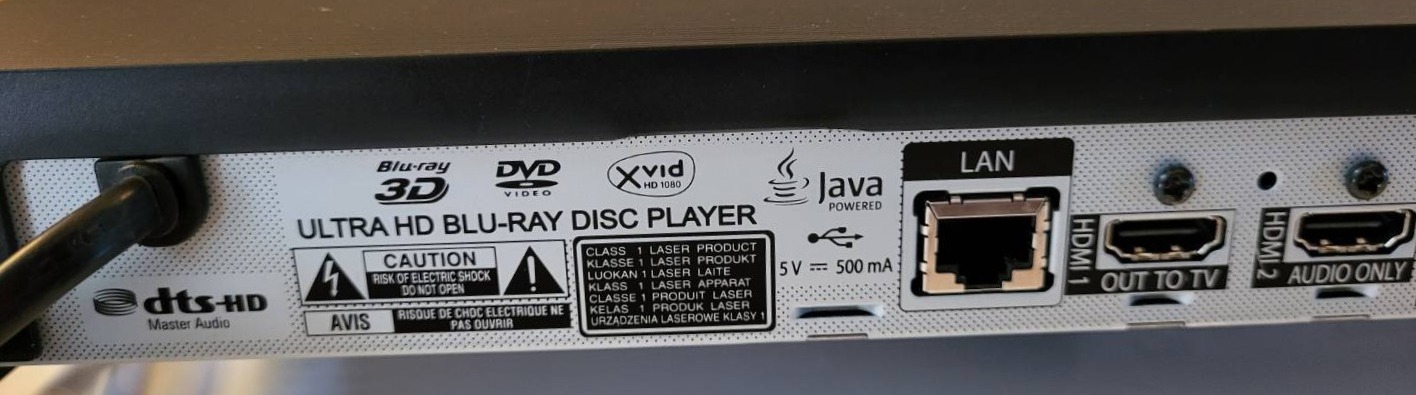 Blu-ray 3D
DVD VIDEO
Xvid HD 1080
Java POWERED
ULTRA HD BLU-RAY DISC PLAYER
dts-HD
Master Audio
CAUTION
RISK OF ELECTRIC SHOCK
DO NOT OPEN
AVIS
RISQUE DE CHOC ELECTRIQUE NE
PAS OUVRIR
CLASS 1 LASER PRODUCT
KLASSE 1 LASER PRODUKT
LUOKAN 1 LASER LAITE
KLASS 1 LASER APPARAT
CLASSE 1 PRODUIT LASER
KELAS 1 PRODUK LASER
URZĄDZENIA LASEROWE KLASY 1
5 V ⎓ 500 mA
LAN
HDMI 1
OUT TO TV
HDMI 2
AUDIO ONLY